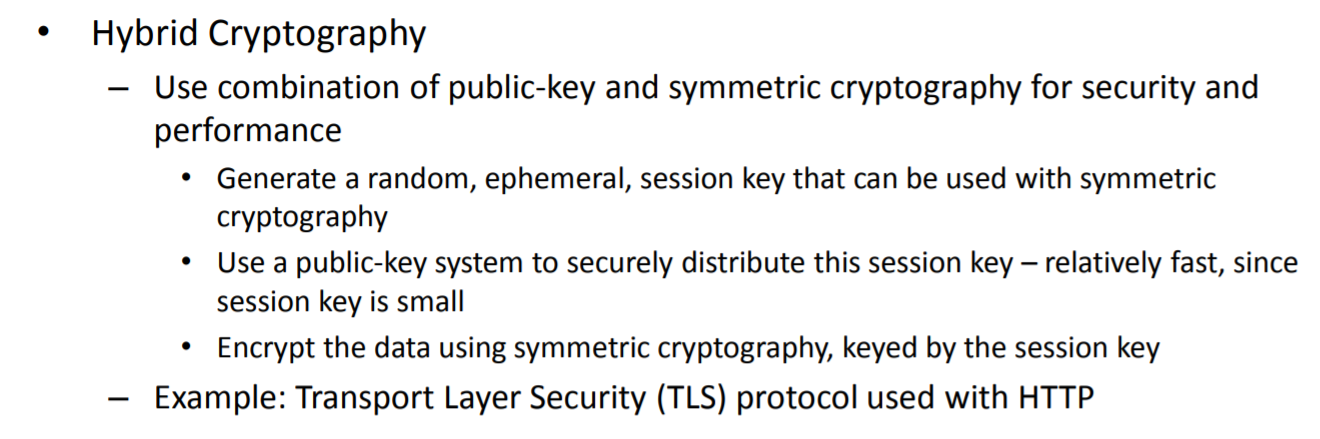 • Hybrid Cryptography
– Use combination of public-key and symmetric cryptography for security and
performance
• Generate a random, ephemeral, session key that can be used with symmetric
cryptography
• Use a public-key system to securely distribute this session key – relatively fast, since
session key is small
• Encrypt the data using symmetric cryptography, keyed by the session key
– Example: Transport Layer Security (TLS) protocol used with HTTP